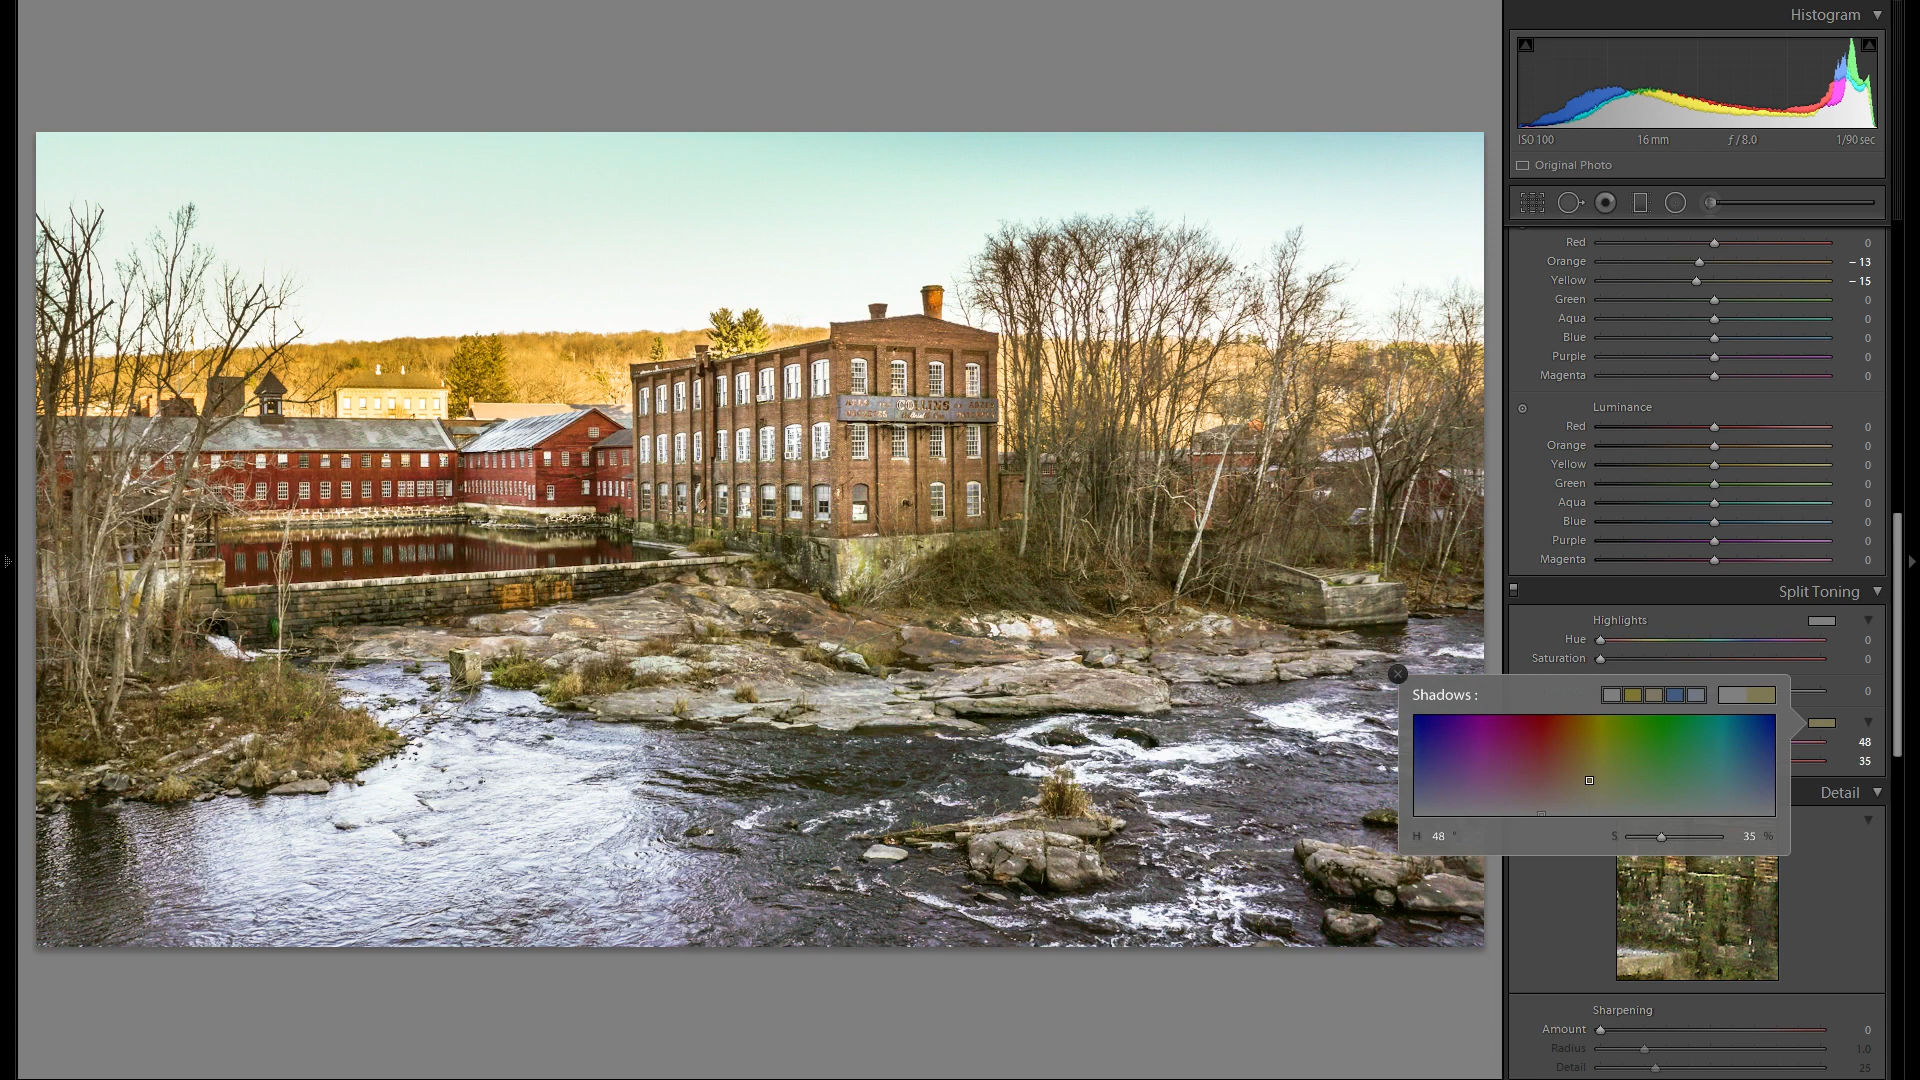 Histogram
ISO 100 16 mm ƒ / 8.0 1/90 sec
Original Photo
Red 0
Orange – 13
Yellow – 15
Green 0
Aqua 0
Blue 0
Purple 0
Magenta 0
Luminance
Red 0
Orange 0
Yellow 0
Green 0
Aqua 0
Blue 0
Purple 0
Magenta 0
Split Toning
Highlights
Hue 0
Saturation 0
0
Shadows :
48
35
H 48 ° S 35 %
Detail
Sharpening
Amount 0
Radius 1.0
Detail 25
COLLINS